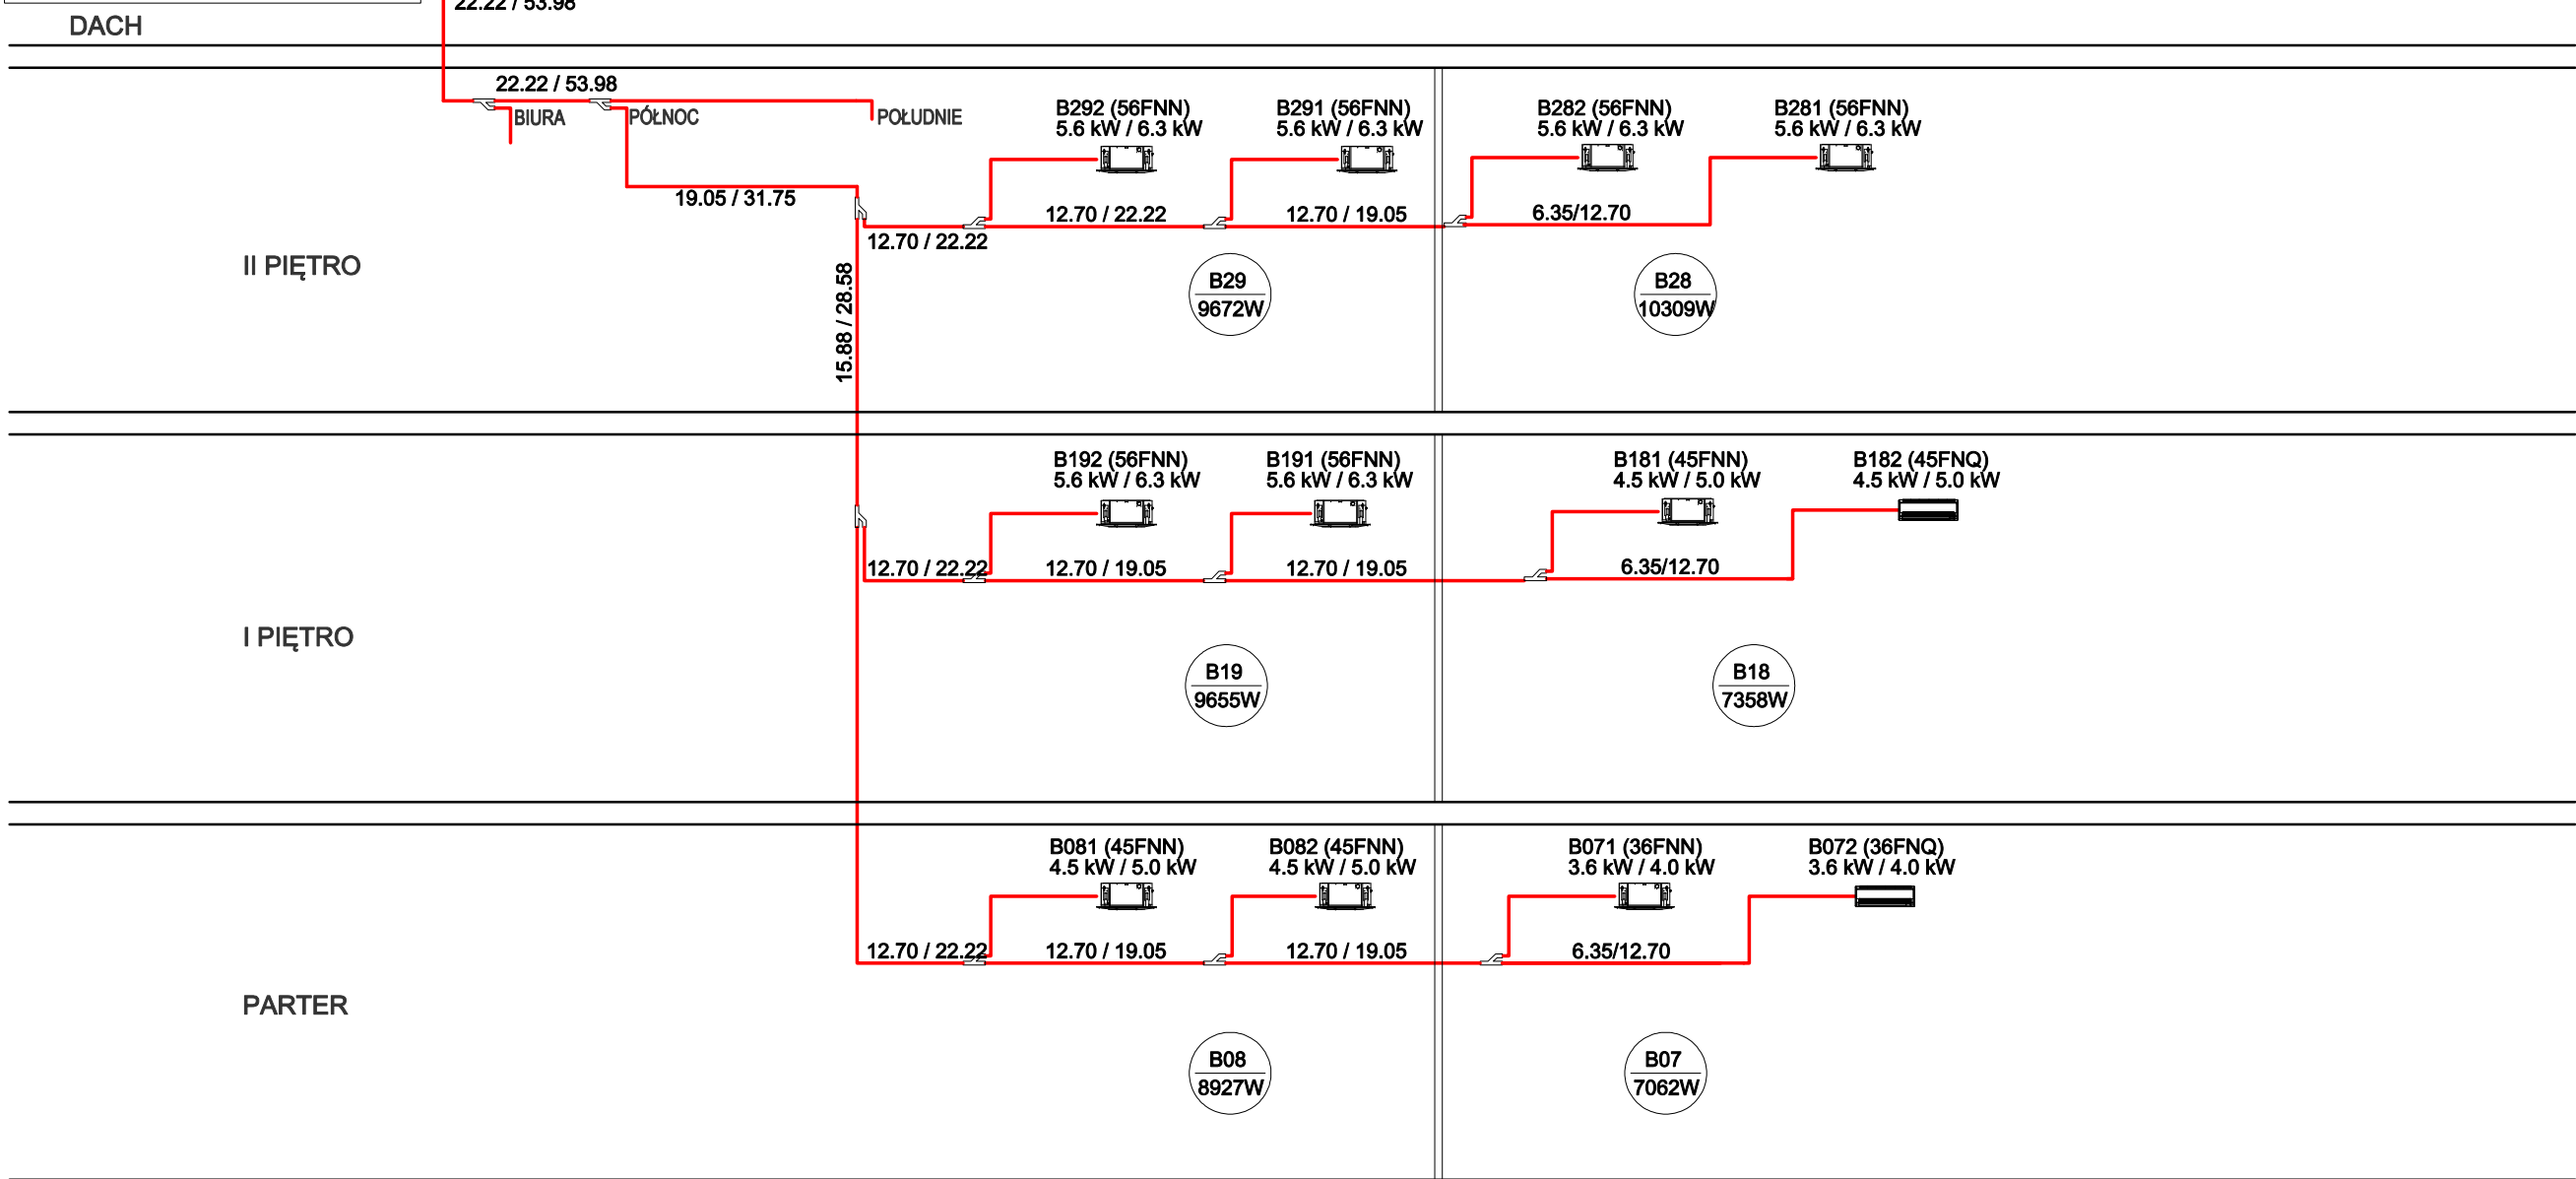 22.22 / 53.98
DACH
22.22 / 53.98
BIURA
PÓŁNOC
POŁUDNIE
B292 (56FNN)
5.6 kW / 6.3 kW
B291 (56FNN)
5.6 kW / 6.3 kW
B282 (56FNN)
5.6 kW / 6.3 kW
B281 (56FNN)
5.6 kW / 6.3 kW
19.05 / 31.75
12.70 / 22.22
12.70 / 22.22
12.70 / 19.05
6.35/12.70
II PIĘTRO
15.88 / 28.58
B29
9672W
B28
10309W
B192 (56FNN)
5.6 kW / 6.3 kW
B191 (56FNN)
5.6 kW / 6.3 kW
B181 (45FNN)
4.5 kW / 5.0 kW
B182 (45FNQ)
4.5 kW / 5.0 kW
12.70 / 22.22
12.70 / 19.05
12.70 / 19.05
6.35/12.70
I PIĘTRO
B19
9655W
B18
7358W
B081 (45FNN)
4.5 kW / 5.0 kW
B082 (45FNN)
4.5 kW / 5.0 kW
B071 (36FNN)
3.6 kW / 4.0 kW
B072 (36FNQ)
3.6 kW / 4.0 kW
12.70 / 22.22
12.70 / 19.05
12.70 / 19.05
6.35/12.70
PARTER
B08
8927W
B07
7062W